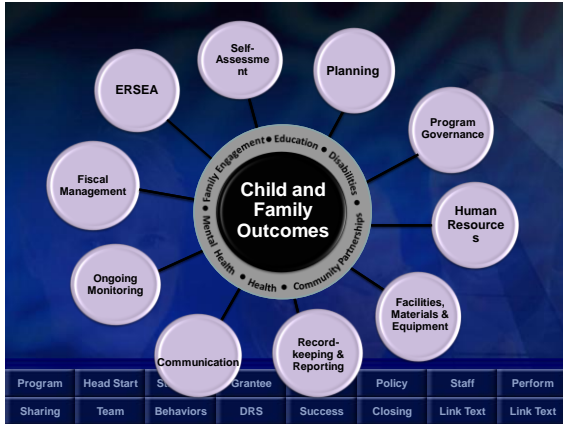 Self-
Assessme
nt
Planning
ERSEA
Program
Governance
Fiscal
Management
Human
Resource
s
Ongoing
Monitoring
Facilities,
Materials &
Equipment
Communication
Record-
keeping &
Reporting
Family Engagement • Education • Disabilities •
Community Partnerships • Health • Mental Health •
Child and
Family
Outcomes
Program Head Start Grantee Policy Staff Perform
Sharing Team Behaviors DRS Success Closing Link Text Link Text